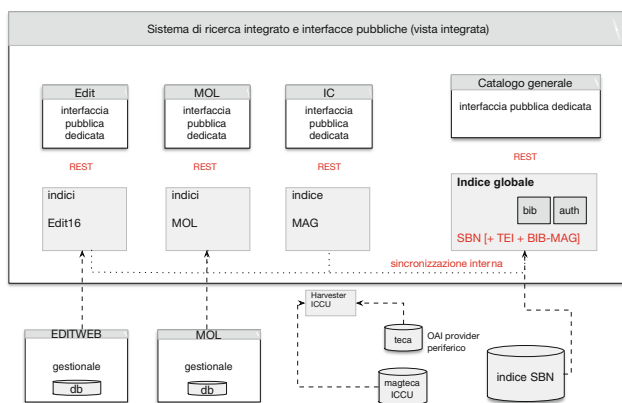 Sistema di ricerca integrato e interfacce pubbliche (vista integrata)
Edit
interfaccia
pubblica
dedicata
MOL
interfaccia
pubblica
dedicata
IC
interfaccia
pubblica
dedicata
Catalogo generale
interfaccia pubblica dedicata
REST
REST
REST
REST
indici
Edit16
indici
MOL
indice
MAG
Indice globale
bib
auth
SBN [+ TEI + BIB-MAG]
sincronizzazione interna
EDITWEB
gestionale
db
MOL
gestionale
db
Harvester
ICCU
teca
OAI provider
periferico
magteca
ICCU
indice SBN